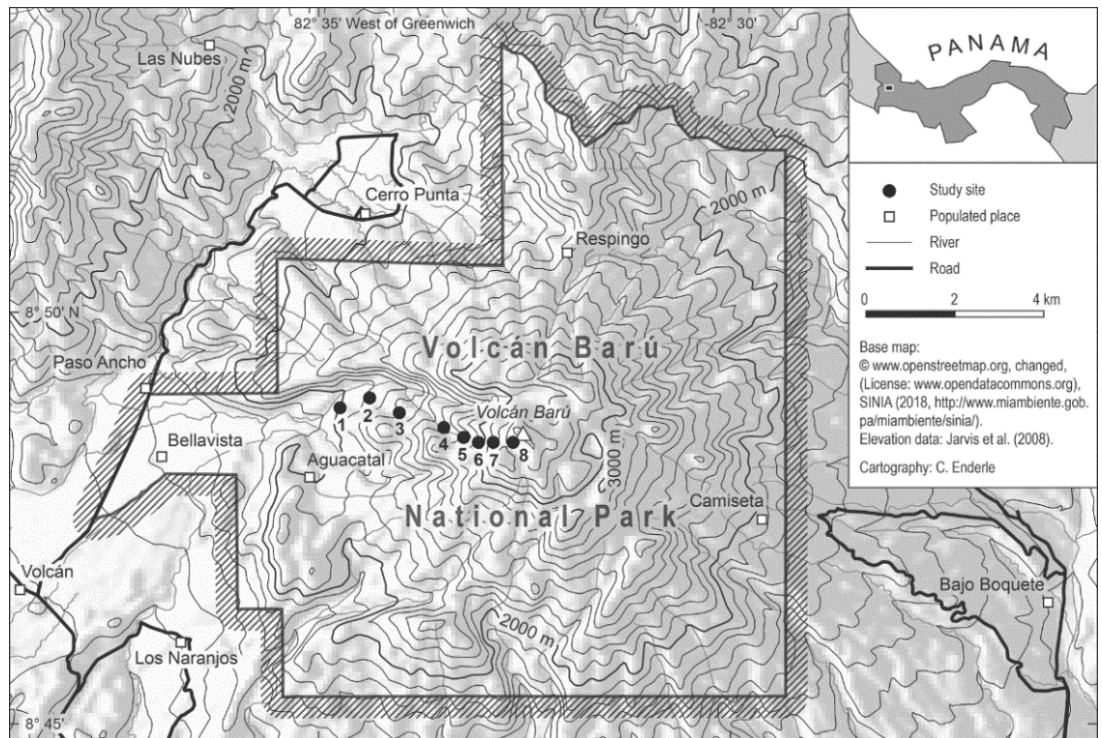 82° 35' West of Greenwich
-82° 30'
Las Nubes
2000 m
Cerro Punta
2000 m
Respingo
8° 50' N
Paso Ancho
Volcán Barú
Bellavista
Volcán Barú
1
2
3
4
5
6
7
8
Aguacatal
3000 m
National Park
Camiseta
Volcán
Bajo Boquete
Los Naranjos
2000 m
8° 45'
PANAMA
Study site
Populated place
River
Road
0 2 4 km
Base map:
© www.openstreetmap.org, changed,
(License: www.opendatacommons.org),
SINIA (2018, http://www.miambiente.gob.
pa/miambiente/sinia/).
Elevation data: Jarvis et al. (2008).
Cartography: C. Enderle